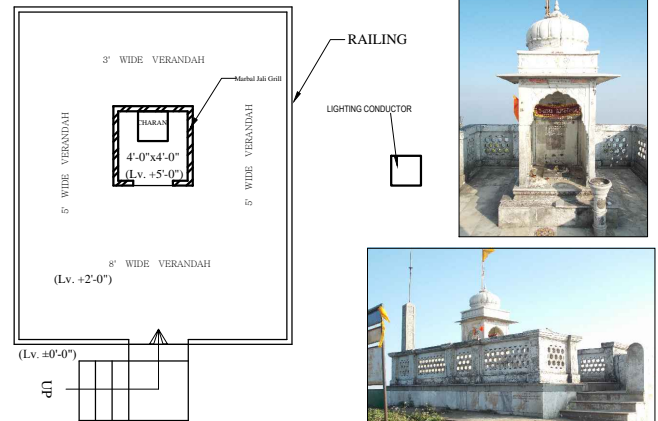 RAILING
3' WIDE VERANDAH
Marbal Jali Grill
CHARAN
LIGHTING CONDUCTOR
5' WIDE VERANDAH
4'-0"x4'-0"
(Lv. +5'-0")
5' WIDE VERANDAH
8' WIDE VERANDAH
(Lv. +2'-0")
(Lv. ±0'-0")
UP